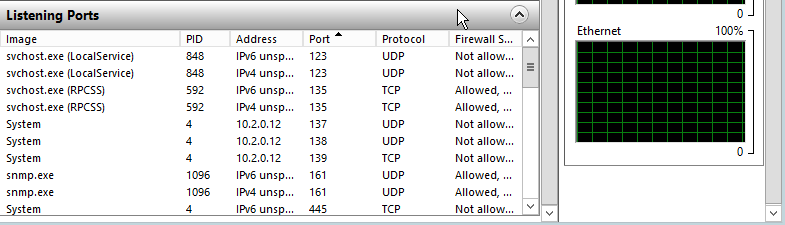 Listening Ports
Image PID Address Port Protocol Firewall S...
svchost.exe (LocalService) 848 IPv6 unsp... 123 UDP Not allow...
svchost.exe (LocalService) 848 IPv4 unsp... 123 UDP Not allow...
svchost.exe (RPCSS) 592 IPv6 unsp... 135 TCP Allowed, ...
svchost.exe (RPCSS) 592 IPv4 unsp... 135 TCP Allowed, ...
System 4 10.2.0.12 137 UDP Not allow...
System 4 10.2.0.12 138 UDP Not allow...
System 4 10.2.0.12 139 TCP Not allow...
snmp.exe 1096 IPv6 unsp... 161 UDP Allowed, ...
snmp.exe 1096 IPv4 unsp... 161 UDP Allowed, ...
System 4 IPv6 unsp... 445 TCP Not allow...
0
Ethernet 100%
0